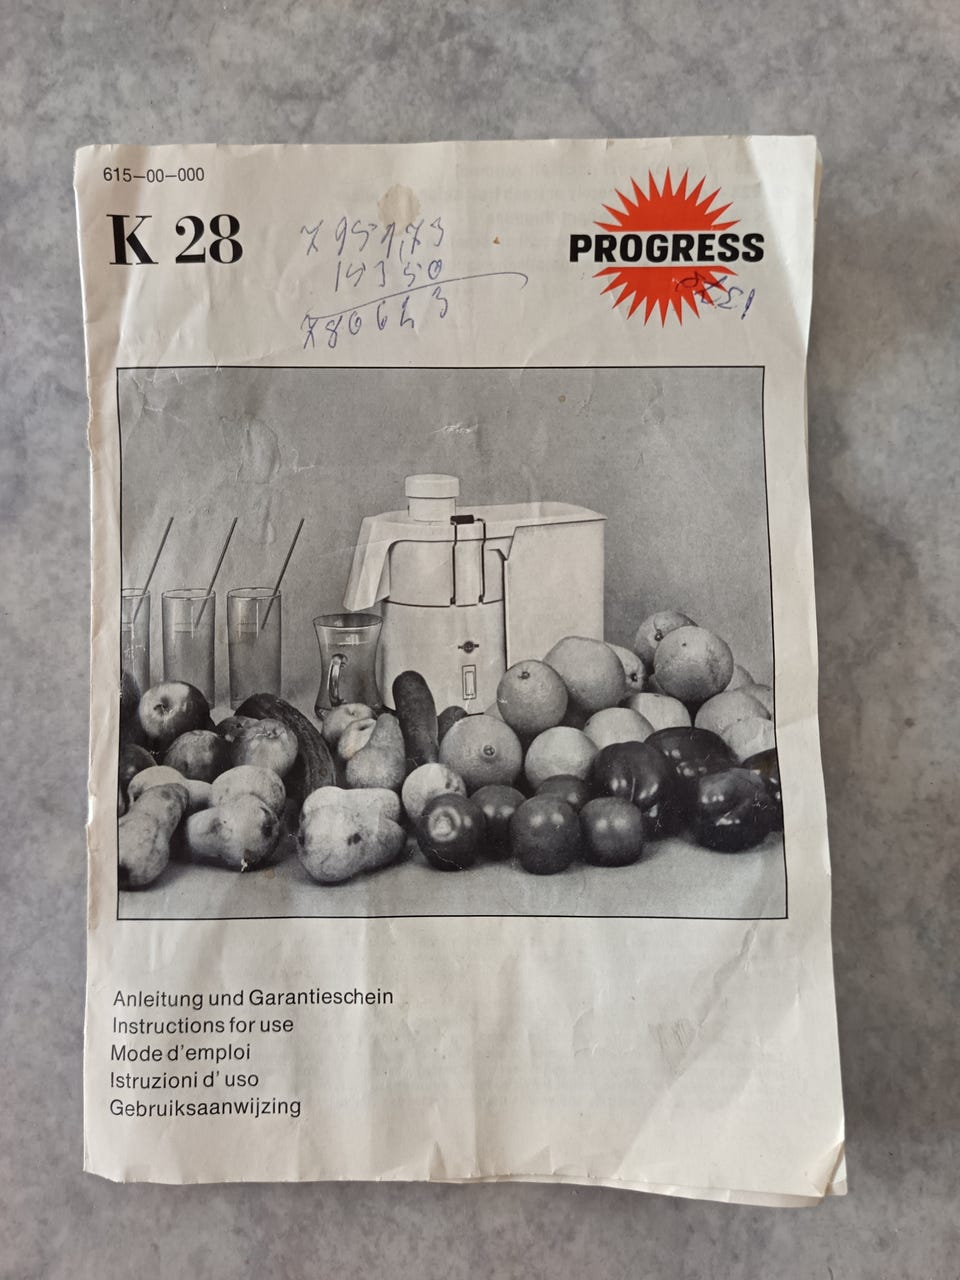 615–00–000
K 28
PROGRESS
Anleitung und Garantieschein
Instructions for use
Mode d'emploi
Istruzioni d' uso
Gebruiksaanwijzing